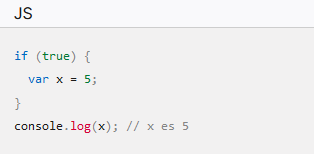 JS
if (true) {
  var x = 5;
}
console.log(x); // x es 5